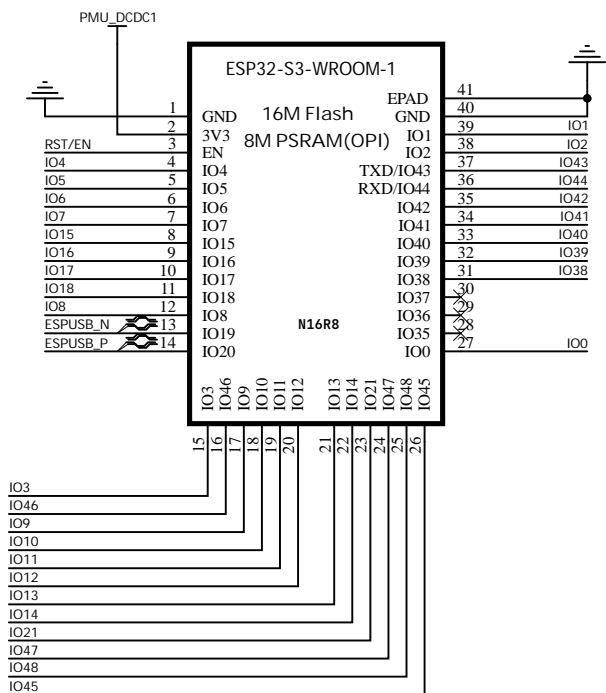 PMU_DCDC1
ESP32-S3-WROOM-1
16M Flash
8M PSRAM(OPI)
N16R8
1 GND
2 3V3
RST/EN 3 EN
IO4 4 IO4
IO5 5 IO5
IO6 6 IO6
IO7 7 IO7
IO15 8 IO15
IO16 9 IO16
IO17 10 IO17
IO18 11 IO18
IO8 12 IO8
ESPUSB_N 13 IO19
ESPUSB_P 14 IO20
EPAD 41
GND 40
IO1 39 IO1
IO2 38 IO2
TXD/IO43 37 IO43
RXD/IO44 36 IO44
IO42 35 IO42
IO41 34 IO41
IO40 33 IO40
IO39 32 IO39
IO38 31 IO38
IO37 30
IO36 29
IO35 28
IO0 27 IO0
IO3 IO46 IO9 IO10 IO11 IO12 IO13 IO14 IO21 IO47 IO48 IO45
15 16 17 18 19 20 21 22 23 24 25 26
IO3
IO46
IO9
IO10
IO11
IO12
IO13
IO14
IO21
IO47
IO48
IO45